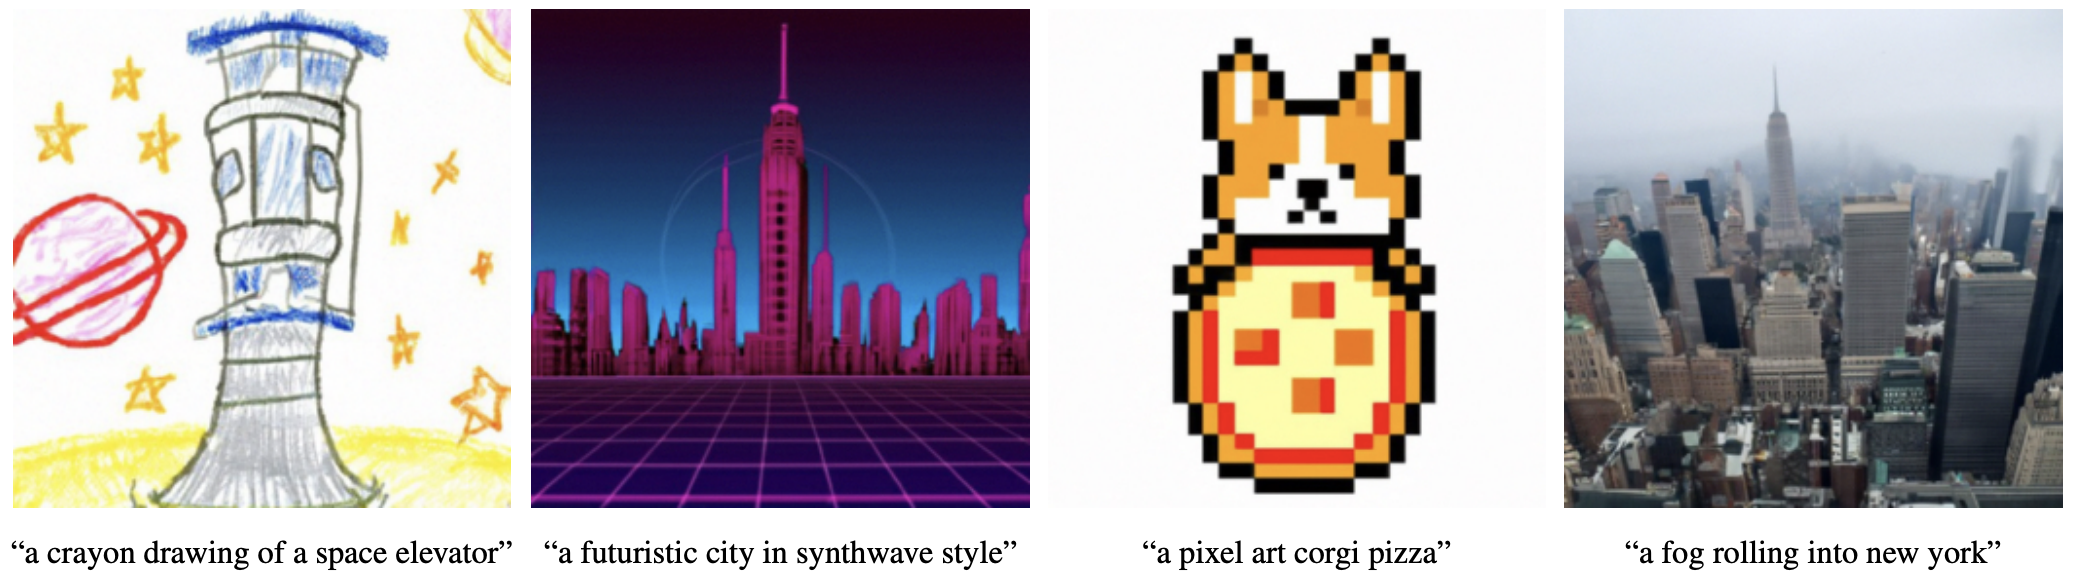 “a crayon drawing of a space elevator”
“a futuristic city in synthwave style”
“a pixel art corgi pizza”
“a fog rolling into new york”